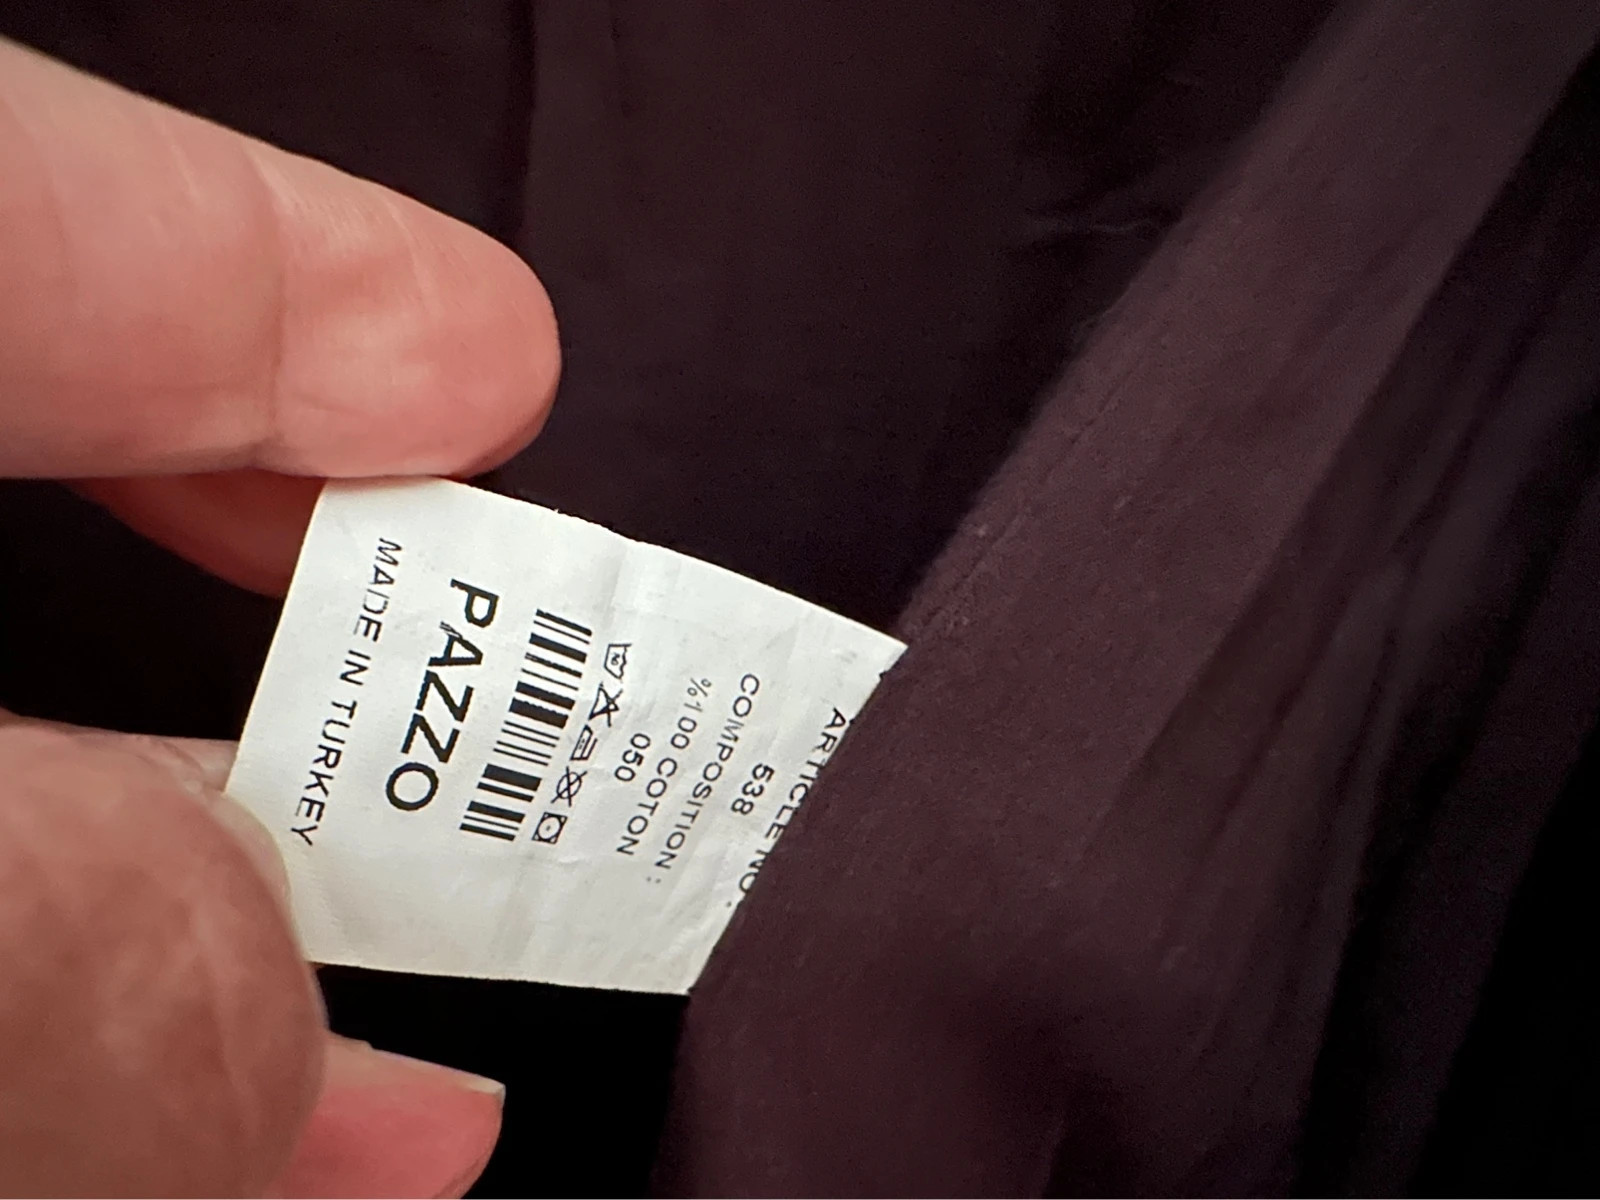 ARTICLE NO.:
538
COMPOSITION :
%100 COTON
050
PAZZO
MADE IN TURKEY